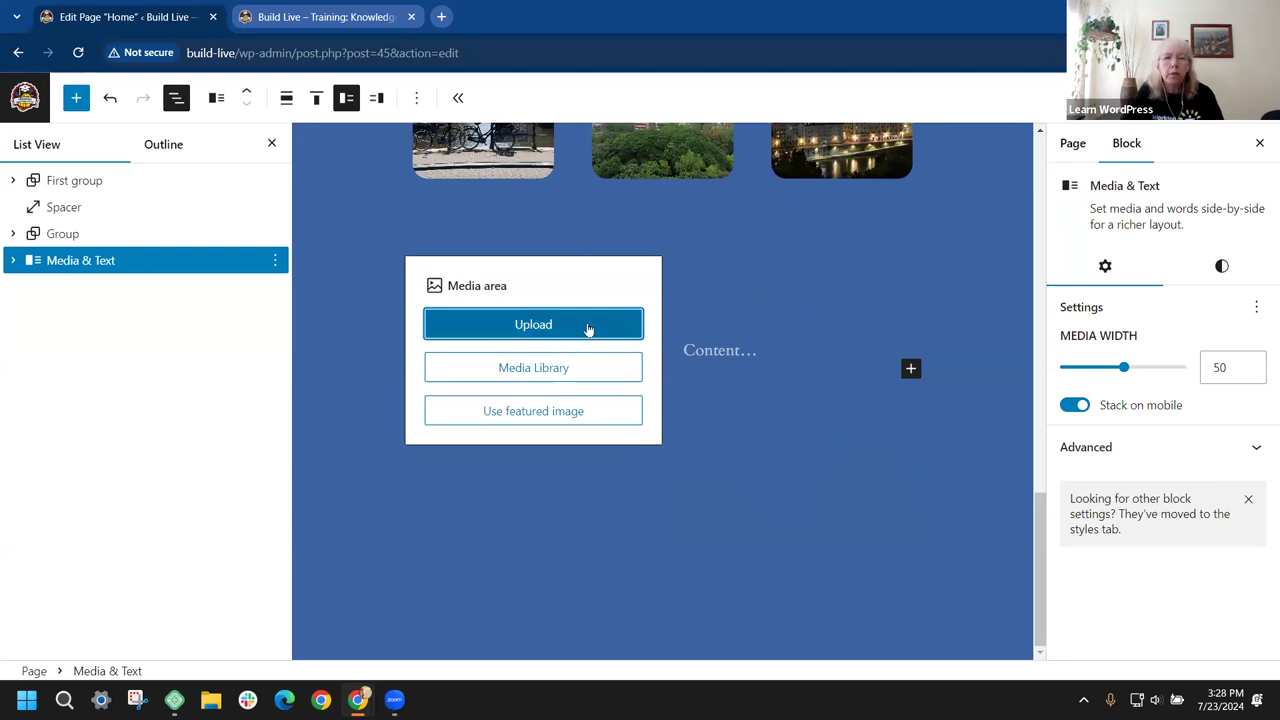 Edit Page “Home” ‹ Build Live —
Build Live – Training: Knowledg
Not secure
build-live/wp-admin/post.php?post=45&action=edit
Learn WordPress
List View
Outline
First group
Spacer
Group
Media & Text
Media area
Upload
Media Library
Use featured image
Content…
Page
Block
Media & Text
Set media and words side-by-side
for a richer layout.
Settings
MEDIA WIDTH
50
Stack on mobile
Advanced
Looking for other block
settings? They've moved to the
styles tab.
Page
Media & Text
zoom
3:28 PM
7/23/2024